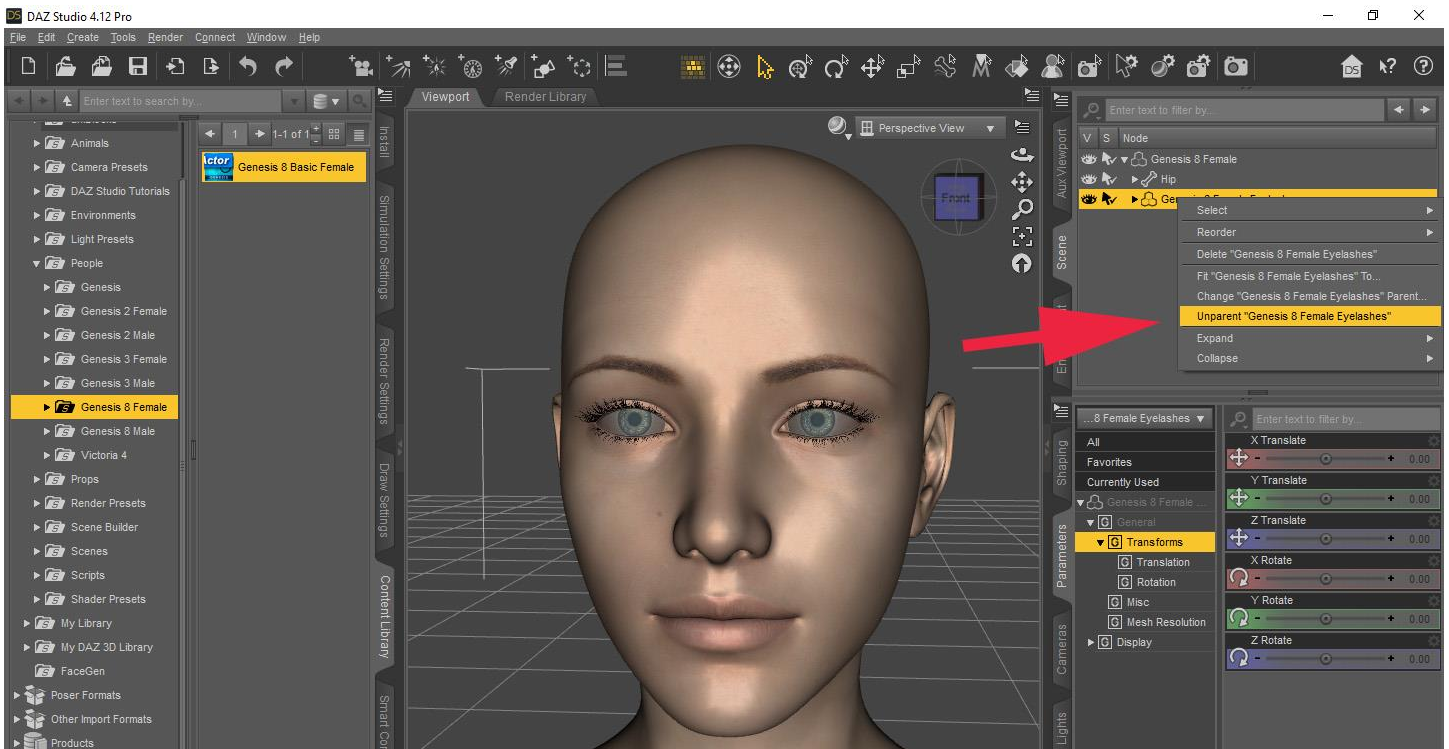 DAZ Studio 4.12 Pro
File Edit Create Tools Render Connect Window Help
Enter text to search by...
Animals
Camera Presets
DAZ Studio Tutorials
Environments
Light Presets
People
Genesis
Genesis 2 Female
Genesis 2 Male
Genesis 3 Female
Genesis 3 Male
Genesis 8 Female
Genesis 8 Male
Victoria 4
Props
Render Presets
Scene Builder
Scenes
Scripts
Shader Presets
My Library
My DAZ 3D Library
FaceGen
Poser Formats
Other Import Formats
Products
1
1-1 of 1
Actor
Genesis 8 Basic Female
Install
Simulation Settings
Render Settings
Draw Settings
Content Library
Smart Co
Viewport
Render Library
Perspective View
Front
DS
Aux Viewport
Scene
Enter text to filter by...
V S Node
Genesis 8 Female
Hip
Select
Reorder
Delete "Genesis 8 Female Eyelashes"
Fit "Genesis 8 Female Eyelashes" To...
Change "Genesis 8 Female Eyelashes" Parent...
Unparent "Genesis 8 Female Eyelashes"
Expand
Collapse
Shaping
Parameters
Cameras
Lights
...8 Female Eyelashes
Enter text to filter by...
All
Favorites
Currently Used
Genesis 8 Female ...
G General
G Transforms
G Translation
G Rotation
G Misc
G Mesh Resolution
G Display
X Translate
0.00
Y Translate
0.00
Z Translate
0.00
X Rotate
0.00
Y Rotate
0.00
Z Rotate
0.00